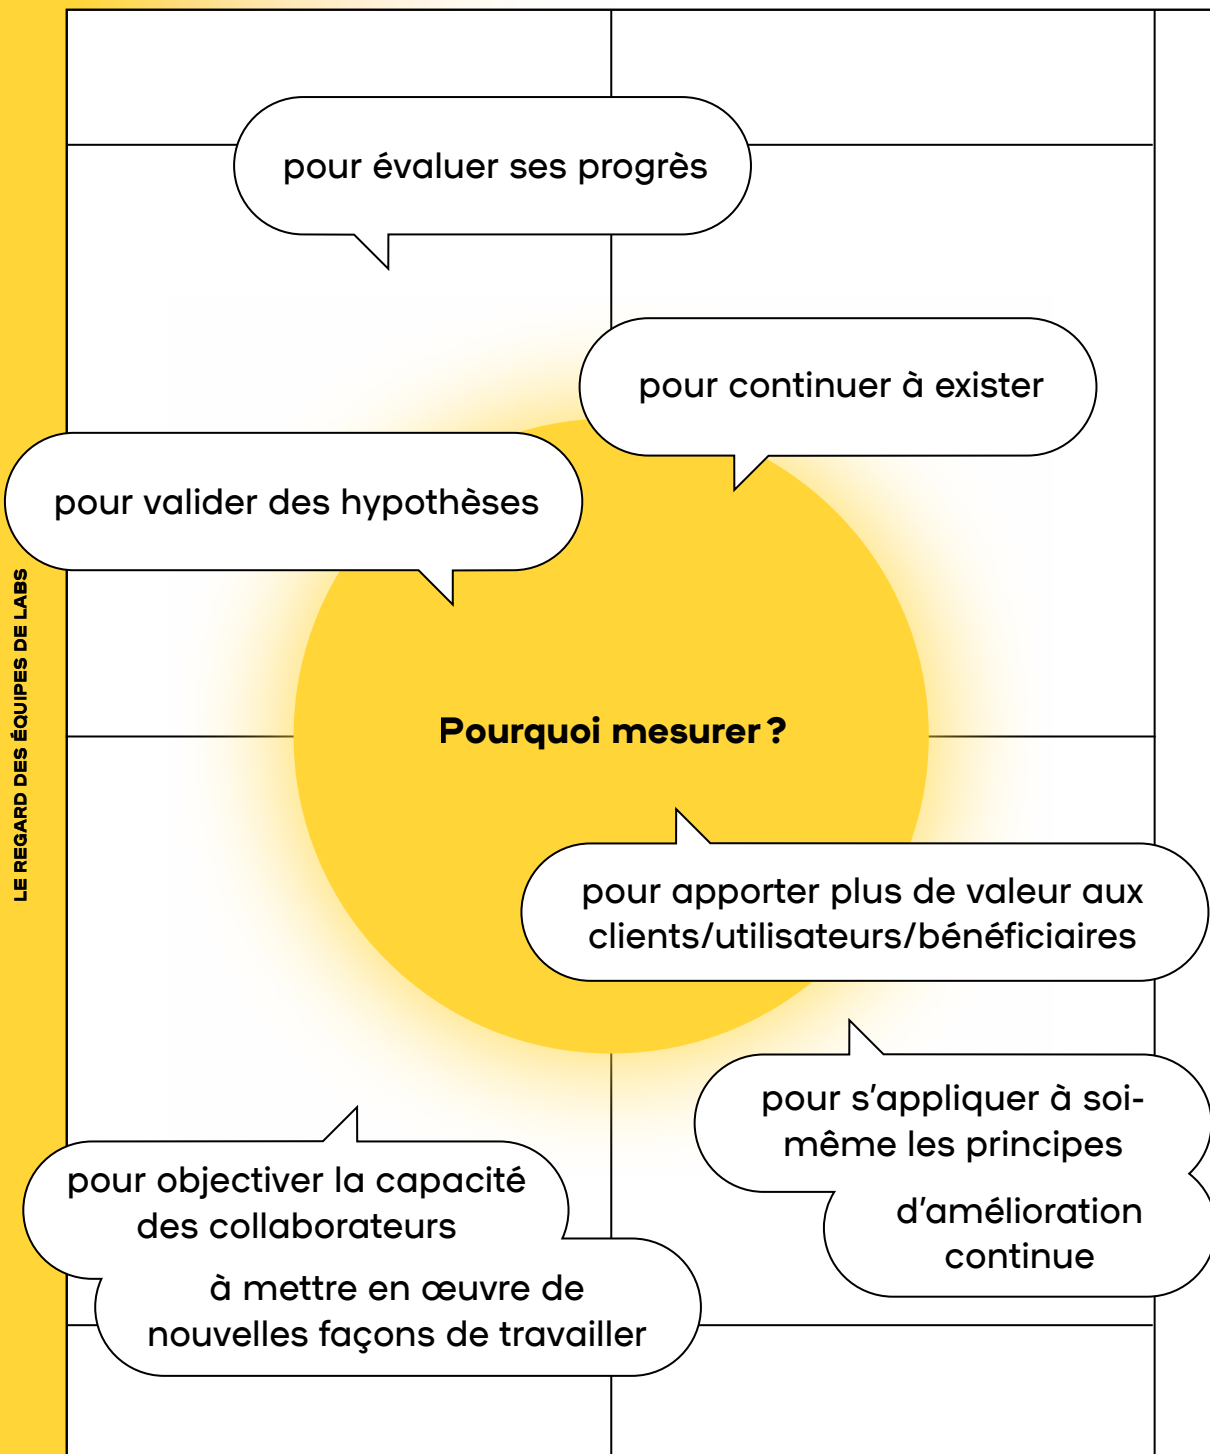 LE REGARD DES ÉQUIPES DE LABS
pour évaluer ses progrès
pour continuer à exister
pour valider des hypothèses
Pourquoi mesurer ?
pour apporter plus de valeur aux
clients/utilisateurs/bénéficiaires
pour s’appliquer à soi-
même les principes
d’amélioration
continue
pour objectiver la capacité
des collaborateurs
à mettre en œuvre de
nouvelles façons de travailler